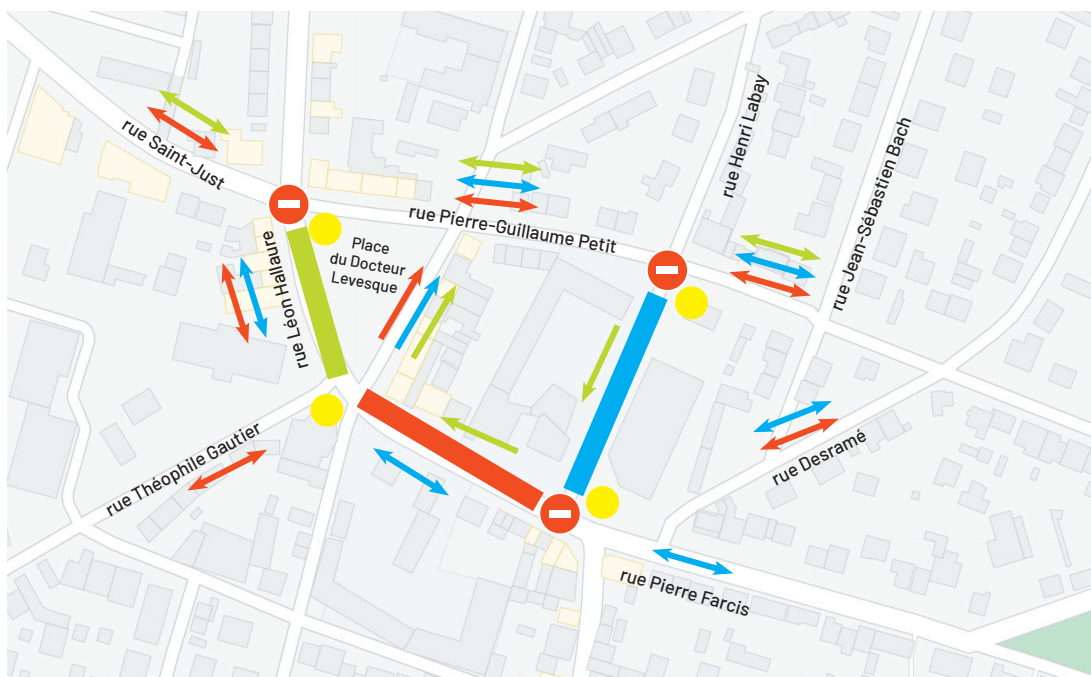 rue Saint-Just
rue Pierre-Guillaume Petit
rue Henri Labay
rue Jean-Sébastien Bach
Place
du Docteur
Levesque
rue Léon Hallaure
rue Théophile Gautier
rue Desramé
rue Pierre Farcis